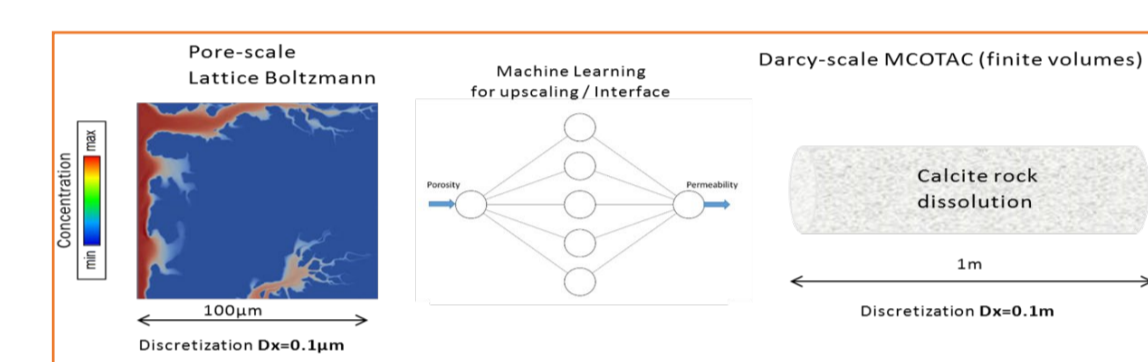 Pore-scale
Lattice Boltzmann
Concentration
max
min
100μm
Discretization Dx=0.1μm
Machine Learning
for upscaling / Interface
Porosity
Permeability
Darcy-scale MCOTAC (finite volumes)
Calcite rock
dissolution
1m
Discretization Dx=0.1m